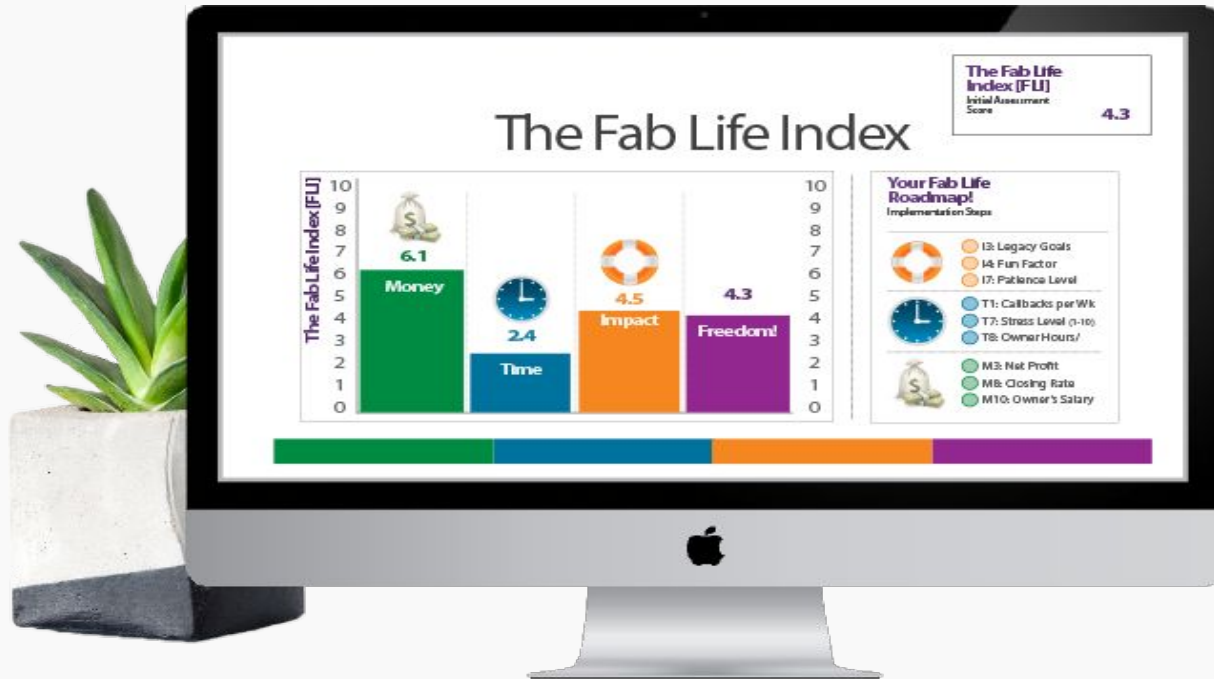 The Fab Life
Index [FLI]
Initial Assessment
Score
4.3
The Fab Life Index
The Fab Life Index [FLI]
10
9
8
7
6
5
4
3
2
1
0
$
6.1
Money
2.4
Time
4.5
Impact
4.3
Freedom!
10
9
8
7
6
5
4
3
2
1
0
Your Fab Life
Roadmap!
Implementation Steps
I3: Legacy Goals
I4: Fun Factor
I7: Patience Level
T1: Callbacks per Wk
T7: Stress Level (1-10)
T8: Owner Hours/
$
M3: Net Profit
M8: Closing Rate
M10: Owner's Salary